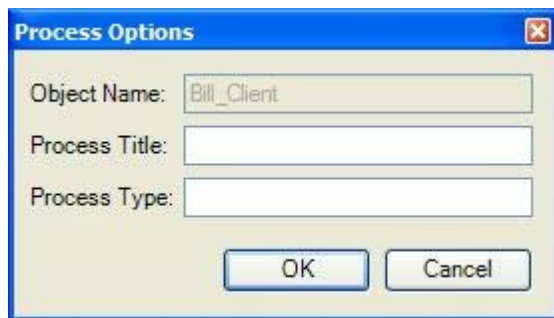 Process Options
Object Name: Bill_Client
Process Title:
Process Type:
OK Cancel